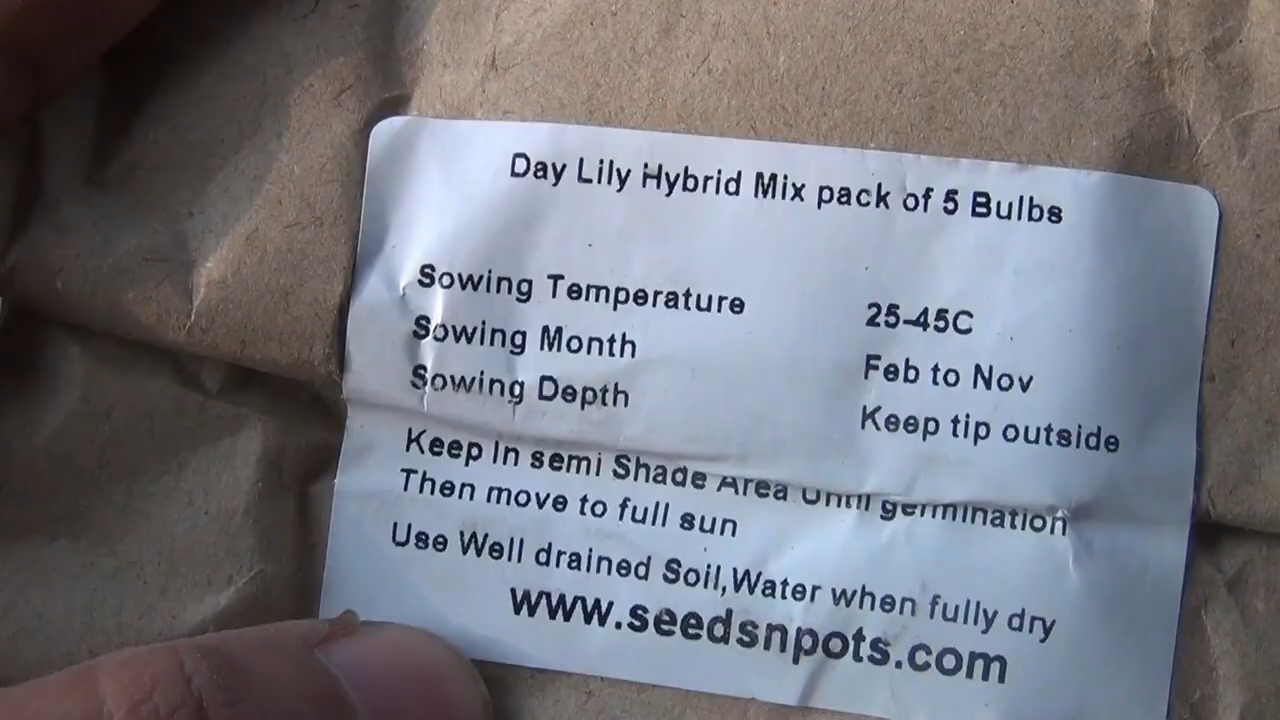 Day Lily Hybrid Mix pack of 5 Bulbs
Sowing Temperature 25-45C
Sowing Month Feb to Nov
Sowing Depth Keep tip outside
Keep In semi Shade Area Until germination
Then move to full sun
Use Well drained Soil,Water when fully dry
www.seedsnpots.com